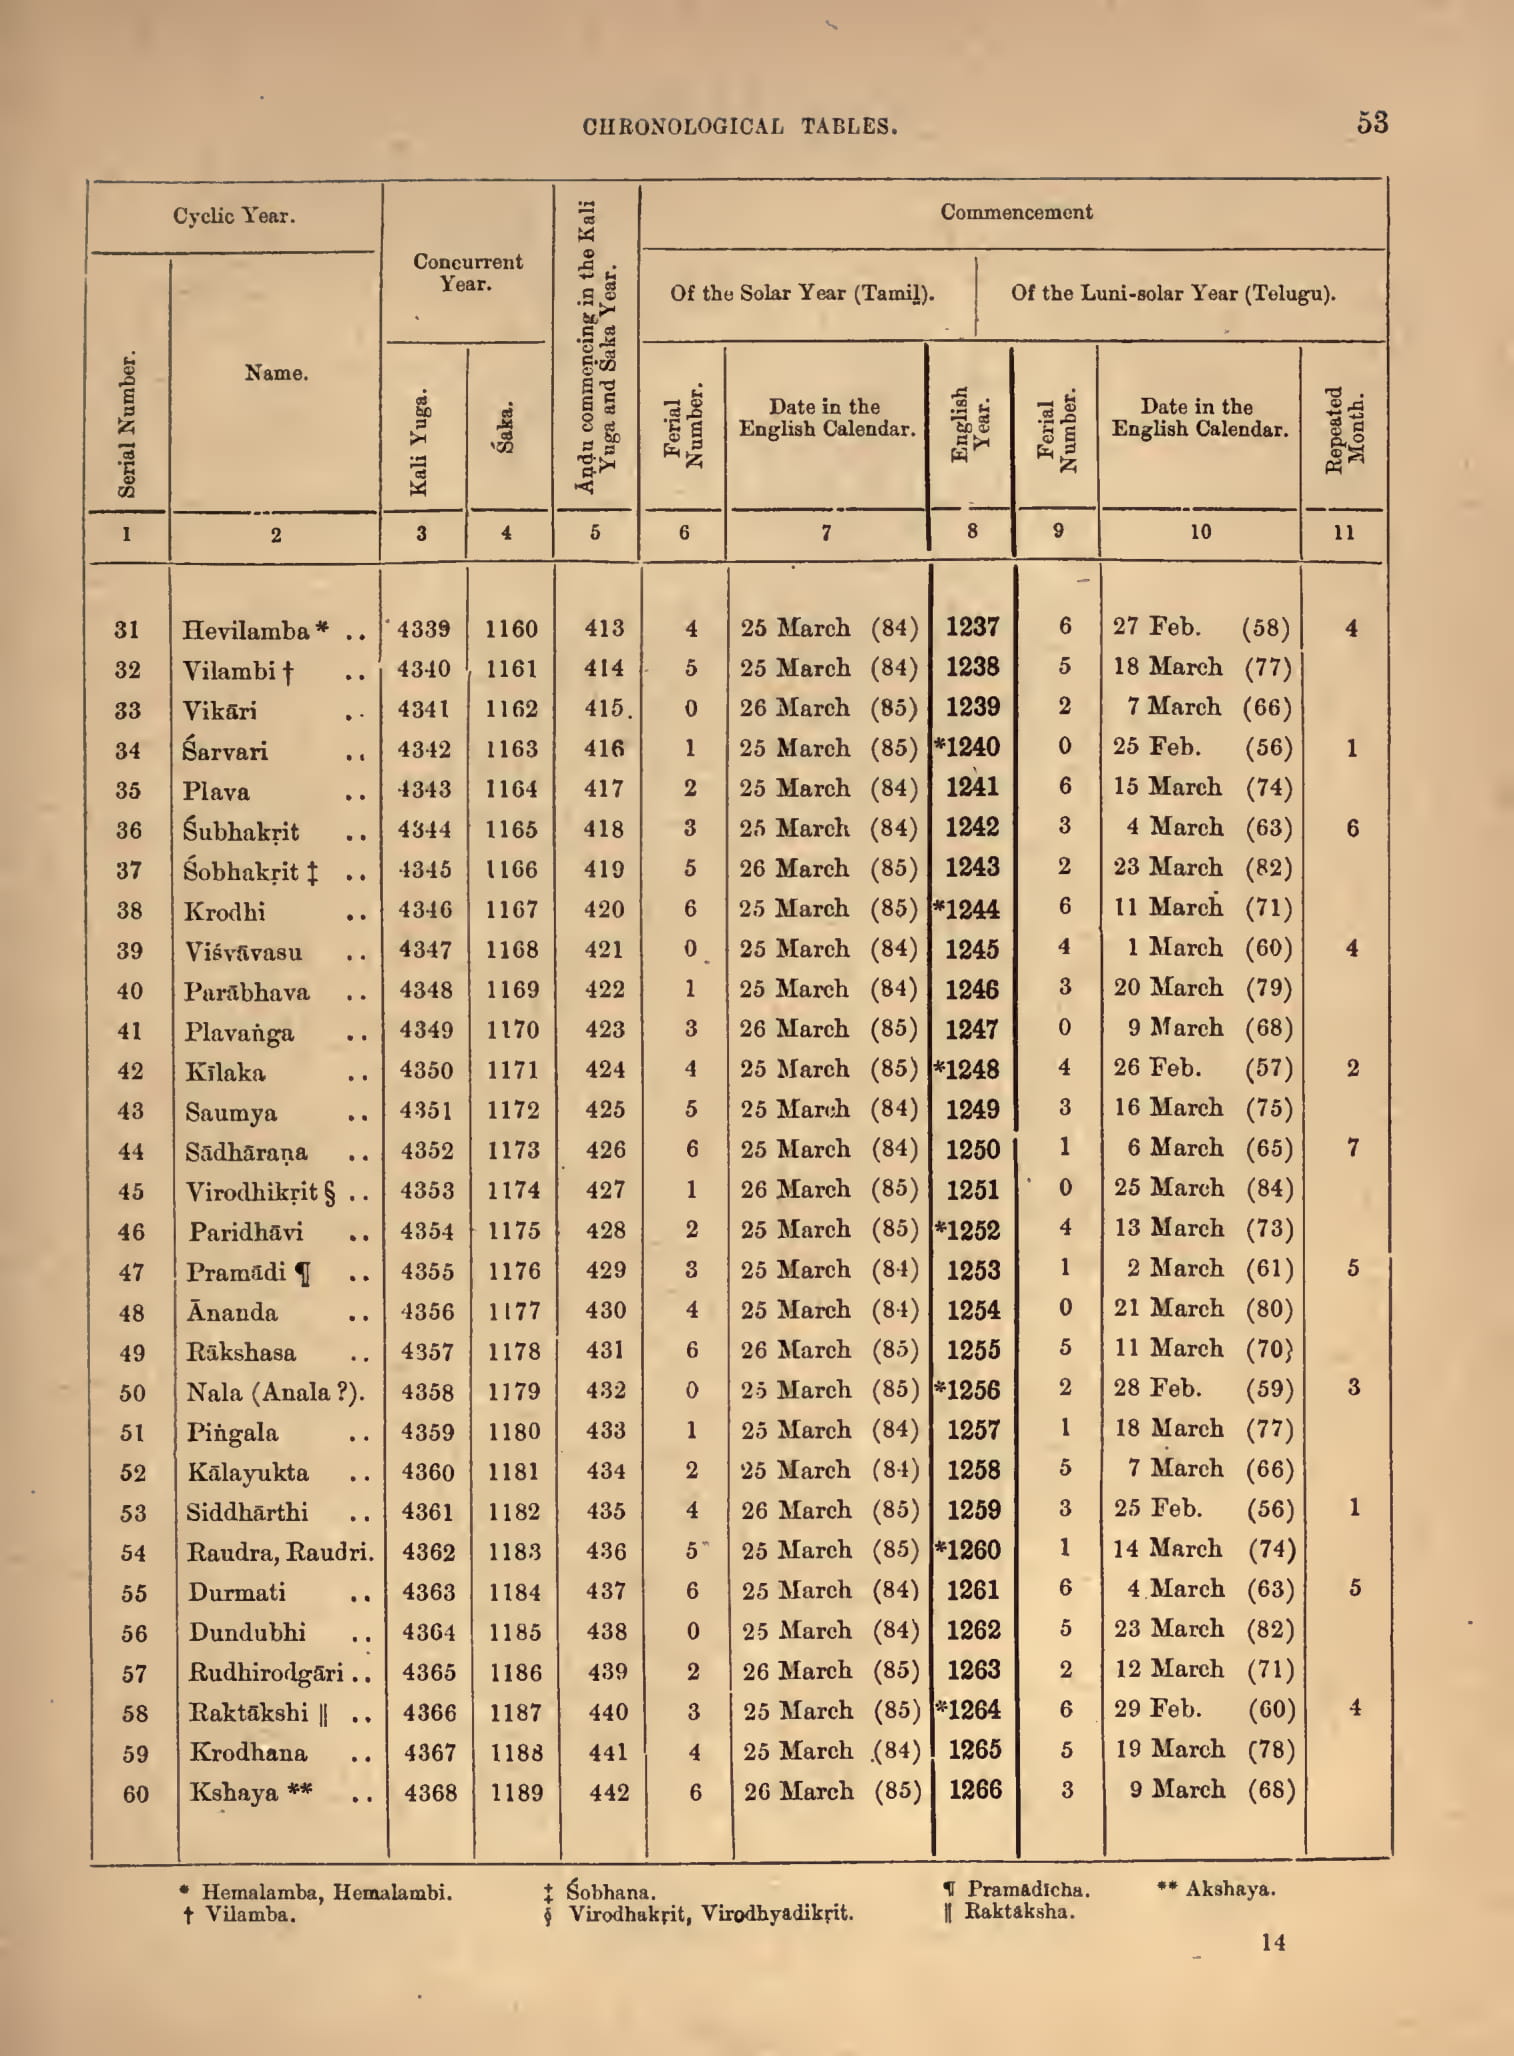 CHRONOLOGICAL TABLES. 53
Cyclic Year. Concurrent Year. Āṇḍu commencing in the Kali Yuga and Śaka Year. Commencement
Of the Solar Year (Tamiḻ). Of the Luni-solar Year (Telugu).
Serial Number. Name. Kali Yuga. Śaka. Ferial Number. Date in the English Calendar. English Year. Ferial Number. Date in the English Calendar. Repeated Month.
1 2 3 4 5 6 7 8 9 10 11
31 Hevilamba * .. 4339 1160 413 4 25 March (84) 1237 6 27 Feb. (58) 4
32 Vilambi † .. 4340 1161 414 5 25 March (84) 1238 5 18 March (77)
33 Vikāri .. 4341 1162 415. 0 26 March (85) 1239 2 7 March (66)
34 Śarvari .. 4342 1163 416 1 25 March (85) *1240 0 25 Feb. (56) 1
35 Plava .. 4343 1164 417 2 25 March (84) 1241 6 15 March (74)
36 Śubhakṛit .. 4344 1165 418 3 25 March (84) 1242 3 4 March (63) 6
37 Śobhakṛit ‡ .. 4345 1166 419 5 26 March (85) 1243 2 23 March (82)
38 Krodhi .. 4346 1167 420 6 25 March (85) *1244 6 11 March (71)
39 Viśvāvasu .. 4347 1168 421 0 25 March (84) 1245 4 1 March (60) 4
40 Parābhava .. 4348 1169 422 1 25 March (84) 1246 3 20 March (79)
41 Plavaṅga .. 4349 1170 423 3 26 March (85) 1247 0 9 March (68)
42 Kīlaka .. 4350 1171 424 4 25 March (85) *1248 4 26 Feb. (57) 2
43 Saumya .. 4351 1172 425 5 25 March (84) 1249 3 16 March (75)
44 Sādhāraṇa .. 4352 1173 426 6 25 March (84) 1250 1 6 March (65) 7
45 Virodhikṛit § .. 4353 1174 427 1 26 March (85) 1251 0 25 March (84)
46 Paridhāvi .. 4354 1175 428 2 25 March (85) *1252 4 13 March (73)
47 Pramādi ¶ .. 4355 1176 429 3 25 March (84) 1253 1 2 March (61) 5
48 Ānanda .. 4356 1177 430 4 25 March (84) 1254 0 21 March (80)
49 Rākshasa .. 4357 1178 431 6 26 March (85) 1255 5 11 March (70)
50 Nala (Anala ?). 4358 1179 432 0 25 March (85) *1256 2 28 Feb. (59) 3
51 Piṅgala .. 4359 1180 433 1 25 March (84) 1257 1 18 March (77)
52 Kālayukta .. 4360 1181 434 2 25 March (84) 1258 5 7 March (66)
53 Siddhārthi .. 4361 1182 435 4 26 March (85) 1259 3 25 Feb. (56) 1
54 Raudra, Raudri. 4362 1183 436 5 25 March (85) *1260 1 14 March (74)
55 Durmati .. 4363 1184 437 6 25 March (84) 1261 6 4 March (63) 5
56 Dundubhi .. 4364 1185 438 0 25 March (84) 1262 5 23 March (82)
57 Rudhirodgāri .. 4365 1186 439 2 26 March (85) 1263 2 12 March (71)
58 Raktākshi ‖ .. 4366 1187 440 3 25 March (85) *1264 6 29 Feb. (60) 4
59 Krodhana .. 4367 1188 441 4 25 March (84) 1265 5 19 March (78)
60 Kshaya ** .. 4368 1189 442 6 26 March (85) 1266 3 9 March (68)
* Hemalamba, Hemalambi. ‡ Śobhana. ¶ Pramādīcha. ** Akshaya.
† Vilamba. § Virodhakṛit, Virodhyādikṛit. ‖ Raktāksha.
14